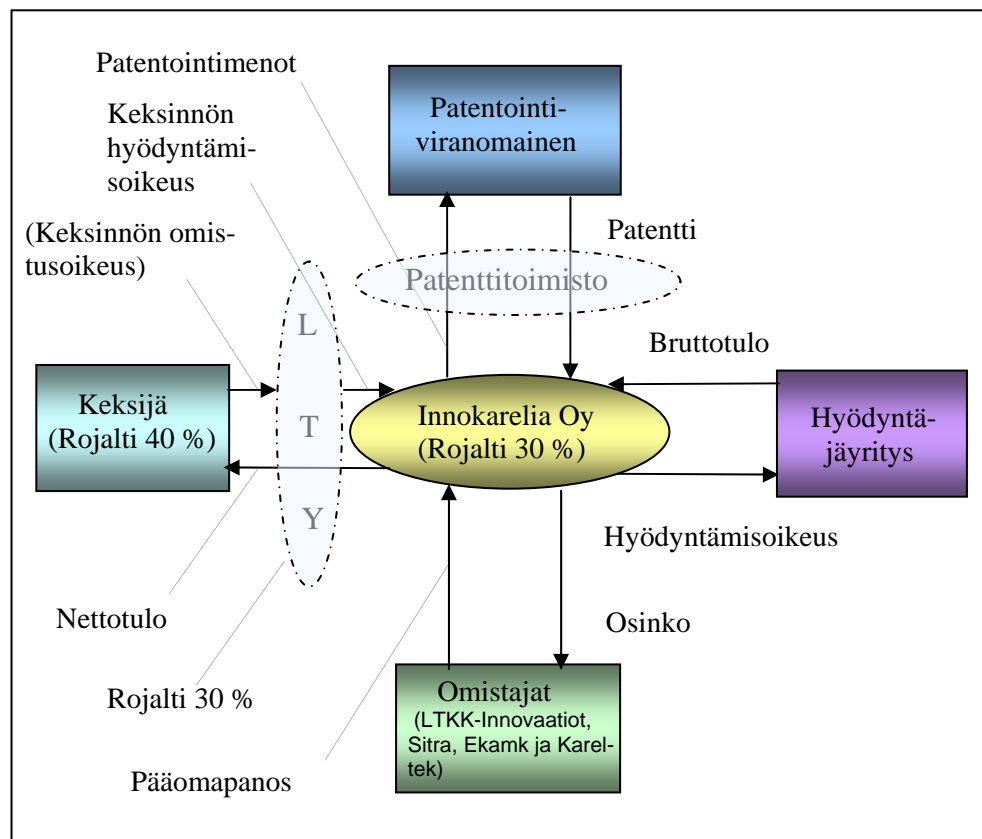 Patentointimenot
Keksinnön
hyödyntämi-
soikeus
(Keksinnön omis-
tusoikeus)
Patentointi-
viranomainen
Patentti
Patenttitoimisto
L
T
Y
Bruttotulo
Keksijä
(Rojalti 40 %)
Innokarelia Oy
(Rojalti 30 %)
Hyödyntä-
jäyritys
Hyödyntämisoikeus
Nettotulo
Osinko
Rojalti 30 %
Omistajat
(LTKK-Innovaatiot,
Sitra, Ekamk ja Karel-
tek)
Pääomapanos